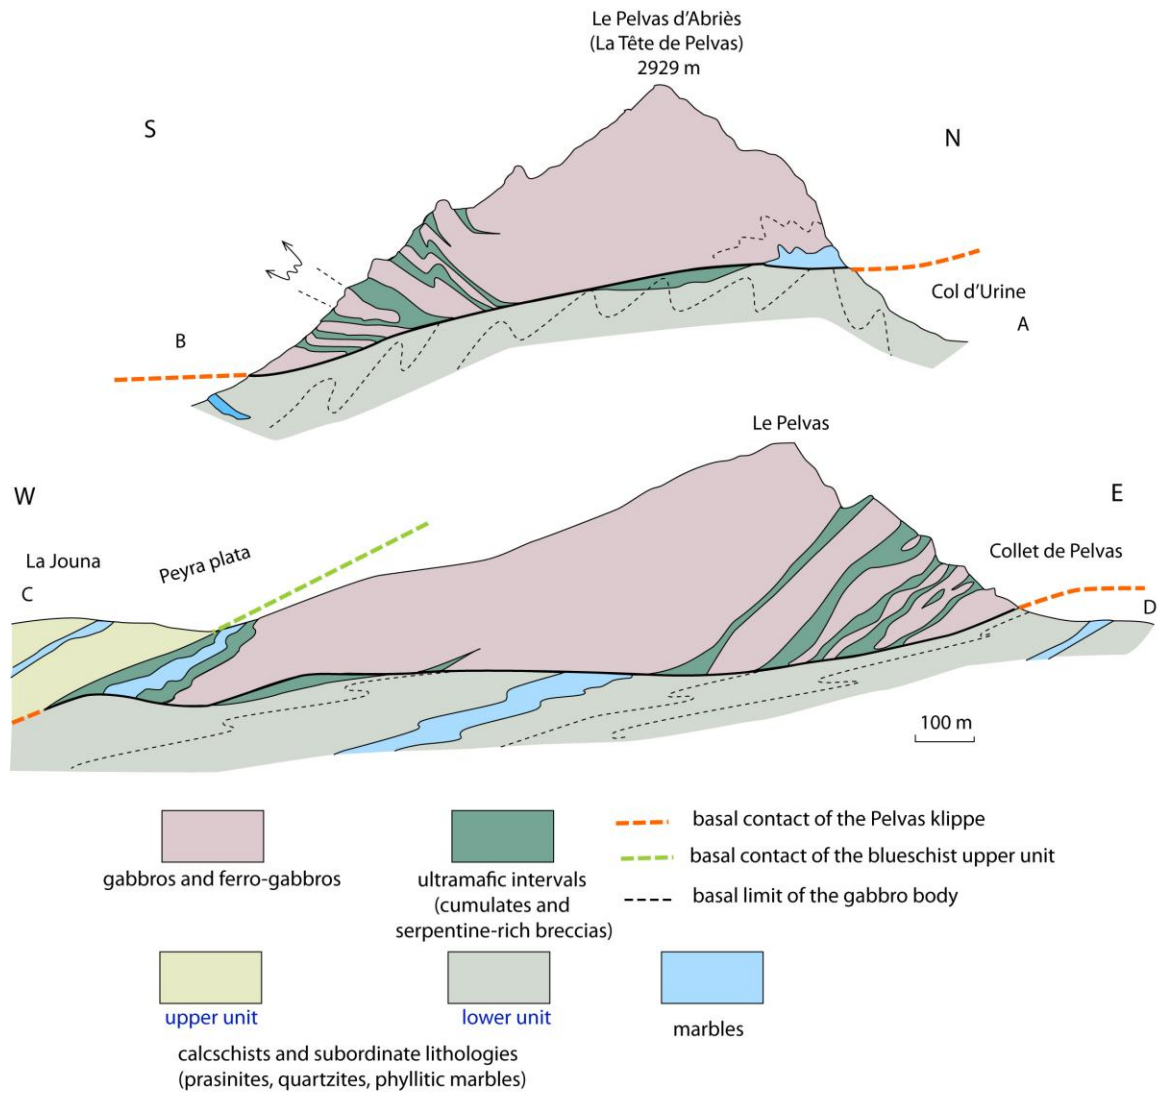 Le Pelvas d'Abriès
(La Tête de Pelvas)
2929 m
S
N
Col d'Urine
A
B
Le Pelvas
W
E
La Jouna
Peyra plata
Collet de Pelvas
C
D
100 m
gabbros and ferro-gabbros
ultramafic intervals
(cumulates and
serpentine-rich breccias)
basal contact of the Pelvas klippe
basal contact of the blueschist upper unit
basal limit of the gabbro body
upper unit
lower unit
marbles
calcschists and subordinate lithologies
(prasinites, quartzites, phyllitic marbles)